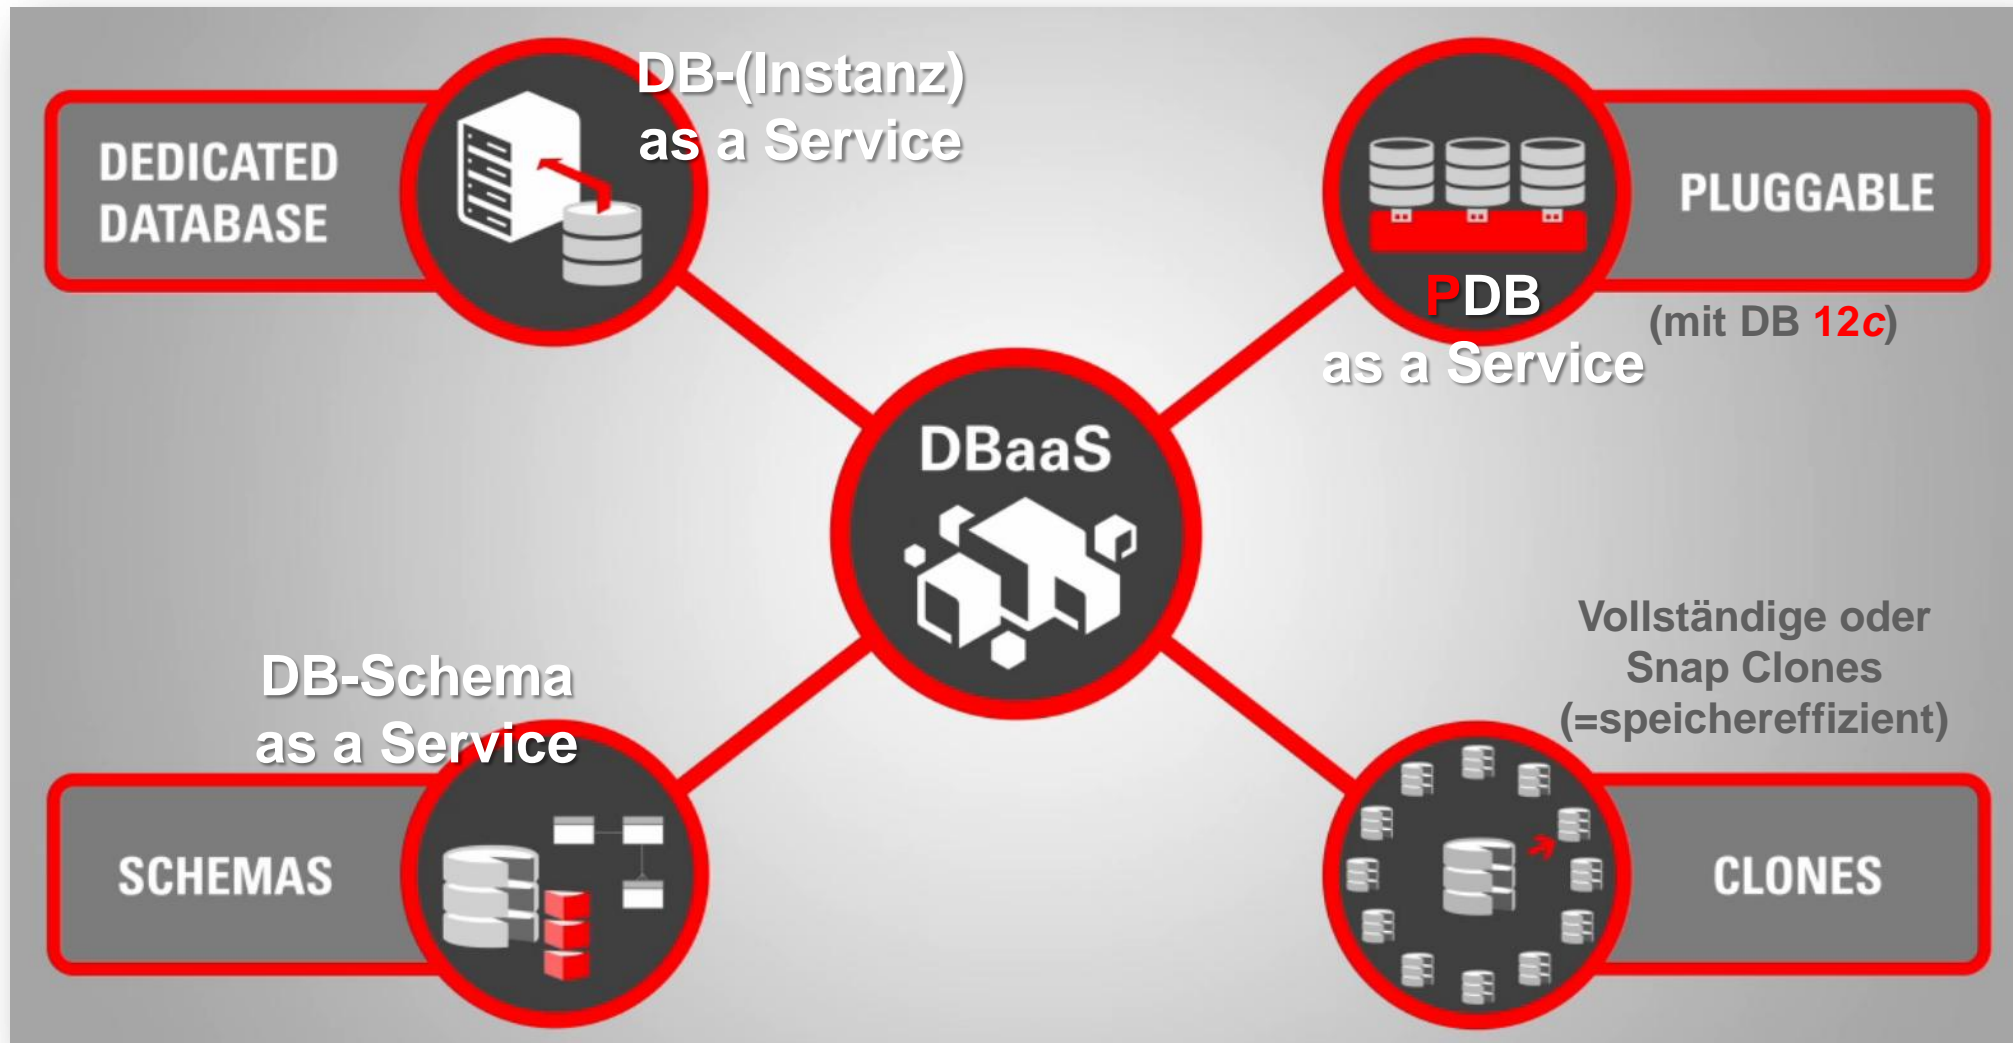 DB-(Instanz)
as a Service
DEDICATED
DATABASE
PLUGGABLE
PDB
as a Service
(mit DB 12c)
DBaaS
DB-Schema
as a Service
SCHEMAS
Vollständige oder
Snap Clones
(=speichereffizient)
CLONES